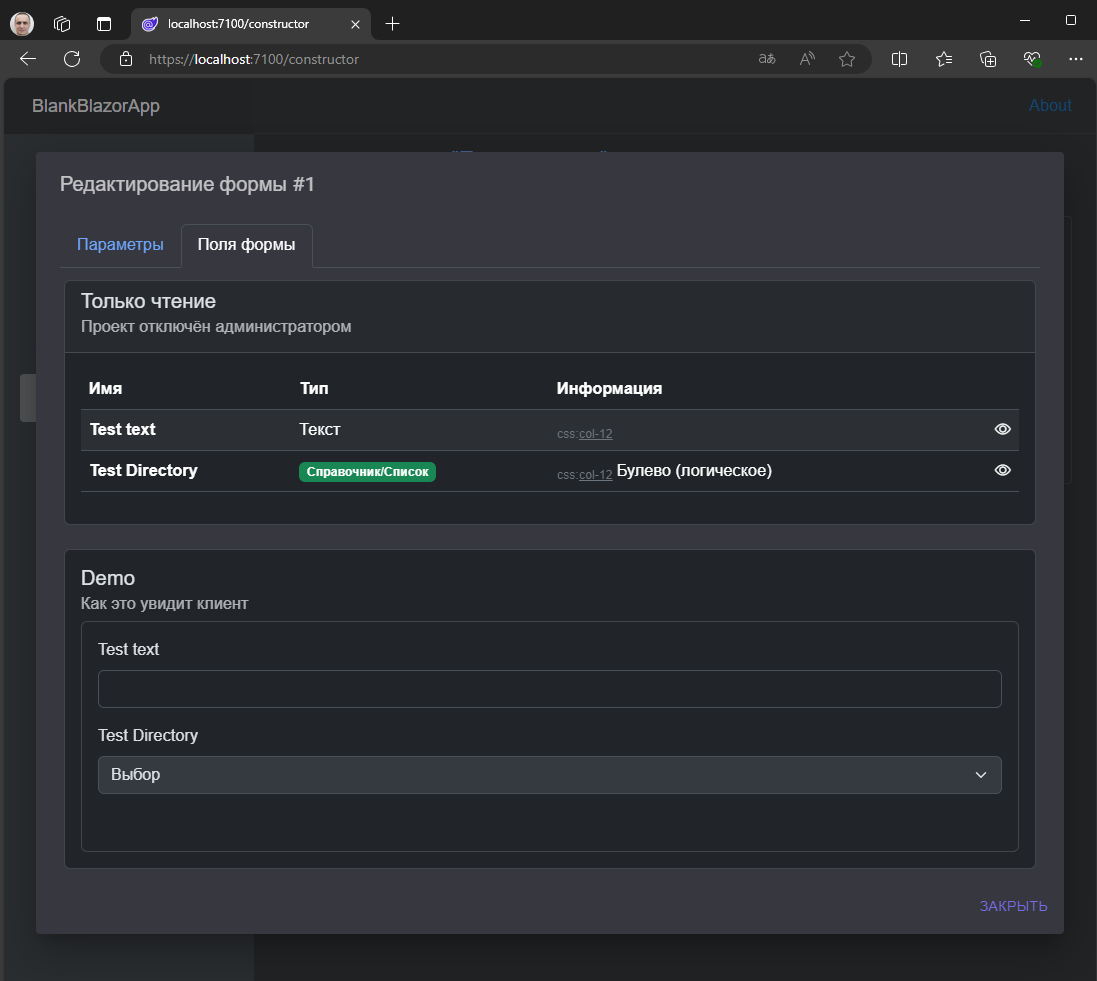 localhost:7100/constructor
https://localhost:7100/constructor
BlankBlazorApp
About
Редактирование формы #1
Параметры
Поля формы
Только чтение
Проект отключён администратором
Имя Тип Информация
Test text Текст css:col-12
Test Directory Справочник/Список css:col-12 Булево (логическое)
Demo
Как это увидит клиент
Test text
Test Directory
Выбор
ЗАКРЫТЬ